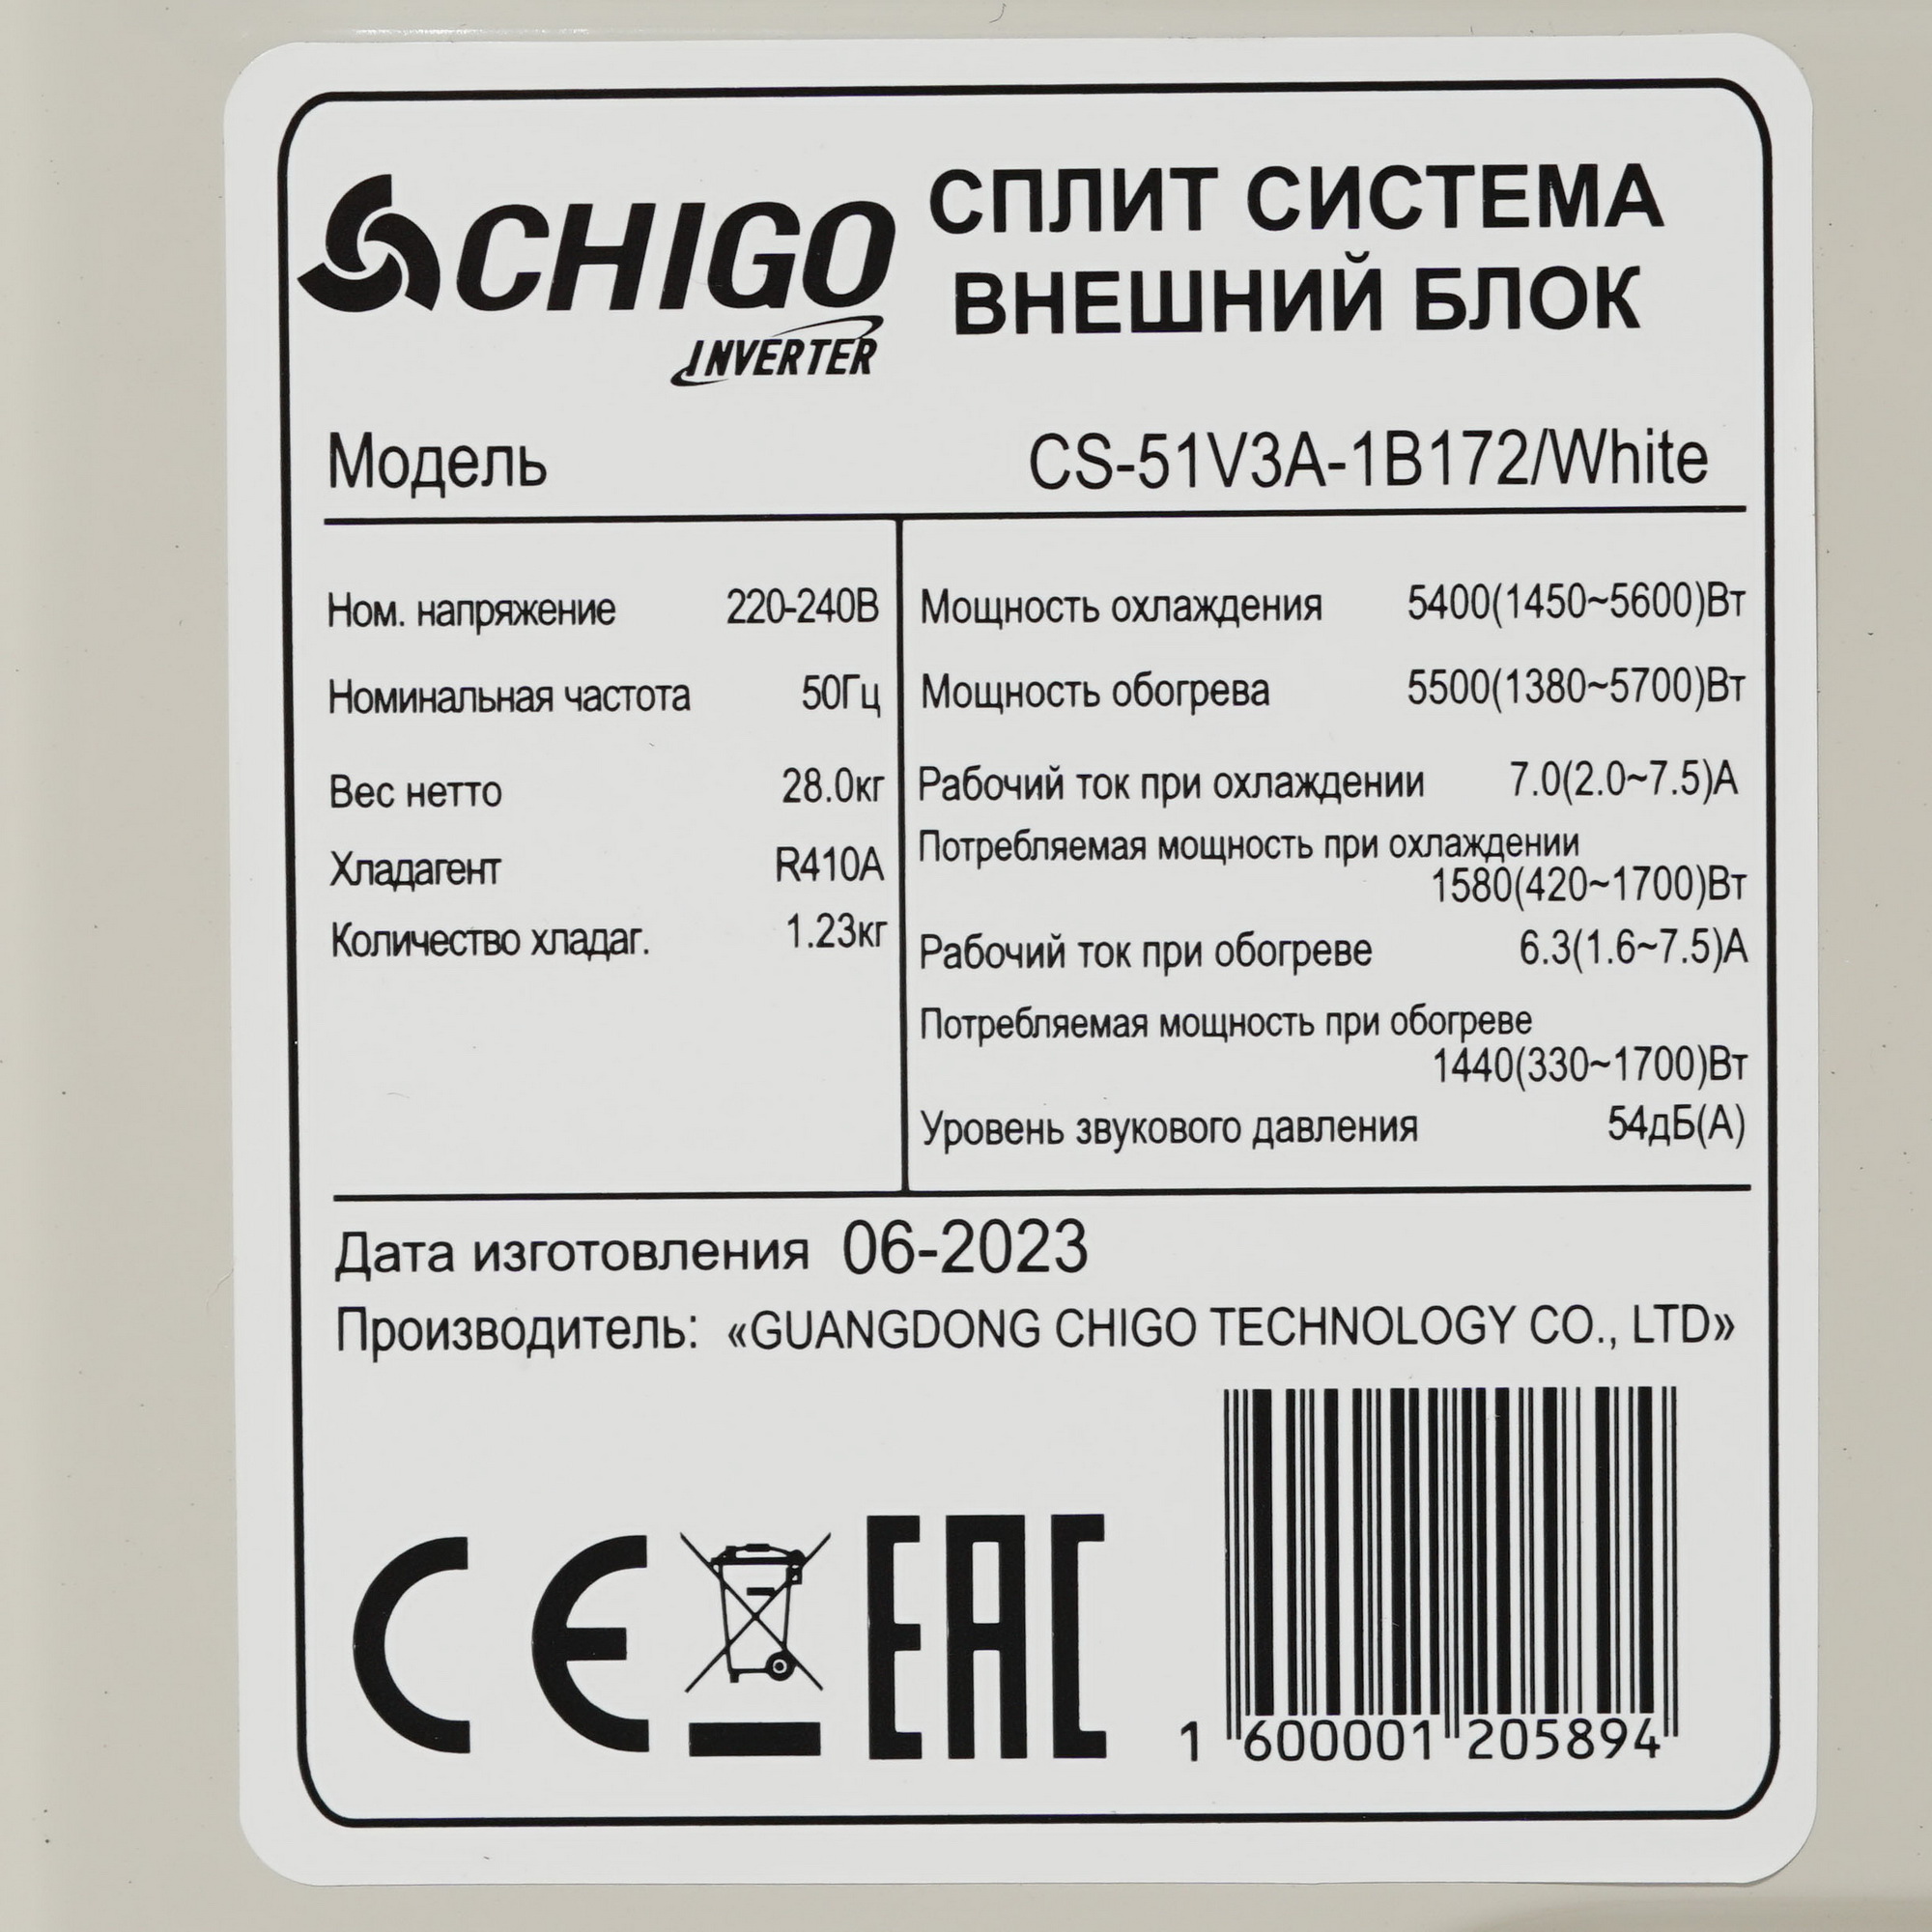 CHIGO
INVERTER
СПЛИТ СИСТЕМА
ВНЕШНИЙ БЛОК
Модель CS-51V3A-1B172/White
Ном. напряжение 220-240В
Номинальная частота 50Гц
Вес нетто 28.0кг
Хладагент R410A
Количество хладаг. 1.23кг
Мощность охлаждения 5400(1450~5600)Вт
Мощность обогрева 5500(1380~5700)Вт
Рабочий ток при охлаждении 7.0(2.0~7.5)А
Потребляемая мощность при охлаждении
1580(420~1700)Вт
Рабочий ток при обогреве 6.3(1.6~7.5)А
Потребляемая мощность при обогреве
1440(330~1700)Вт
Уровень звукового давления 54дБ(А)
Дата изготовления 06-2023
Производитель: «GUANGDONG CHIGO TECHNOLOGY CO., LTD»
CE EAC
1 600001 205894